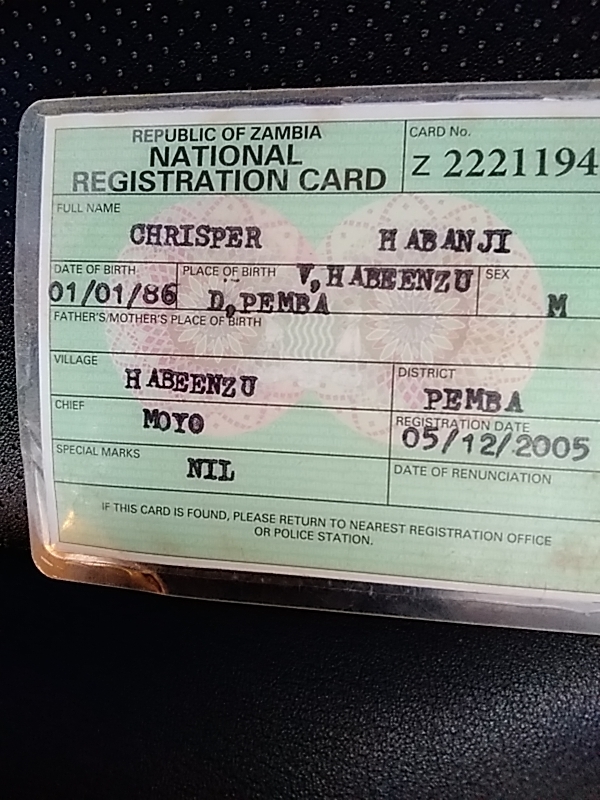 REPUBLIC OF ZAMBIA
NATIONAL
REGISTRATION CARD
CARD No.
Z 2221194
FULL NAME
CHRISPER HABANJI
DATE OF BIRTH
01/01/86
PLACE OF BIRTH V,HABEENZU
D,PEMBA
SEX
M
FATHER'S/MOTHER'S PLACE OF BIRTH
VILLAGE
HABEENZU
DISTRICT
PEMBA
CHIEF
MOYO
REGISTRATION DATE
05/12/2005
SPECIAL MARKS
NIL
DATE OF RENUNCIATION
IF THIS CARD IS FOUND, PLEASE RETURN TO NEAREST REGISTRATION OFFICE
OR POLICE STATION.